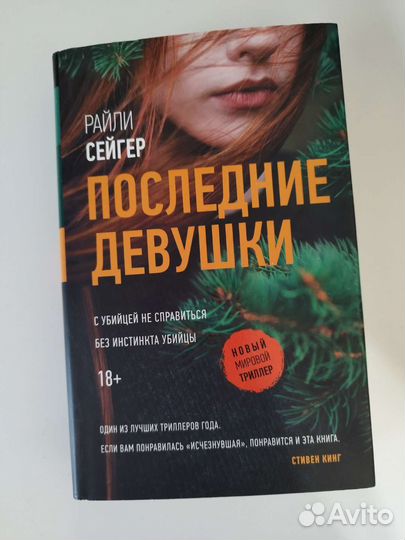 РАЙЛИ
СЕЙГЕР
ПОСЛЕДНИЕ
ДЕВУШКИ
С УБИЙЦЕЙ НЕ СПРАВИТЬСЯ
БЕЗ ИНСТИНКТА УБИЙЦЫ
НОВЫЙ
МИРОВОЙ
ТРИЛЛЕР
18+
ОДИН ИЗ ЛУЧШИХ ТРИЛЛЕРОВ ГОДА.
ЕСЛИ ВАМ ПОНРАВИЛАСЬ «ИСЧЕЗНУВШАЯ», ПОНРАВИТСЯ И ЭТА КНИГА.
СТИВЕН КИНГ
Avito